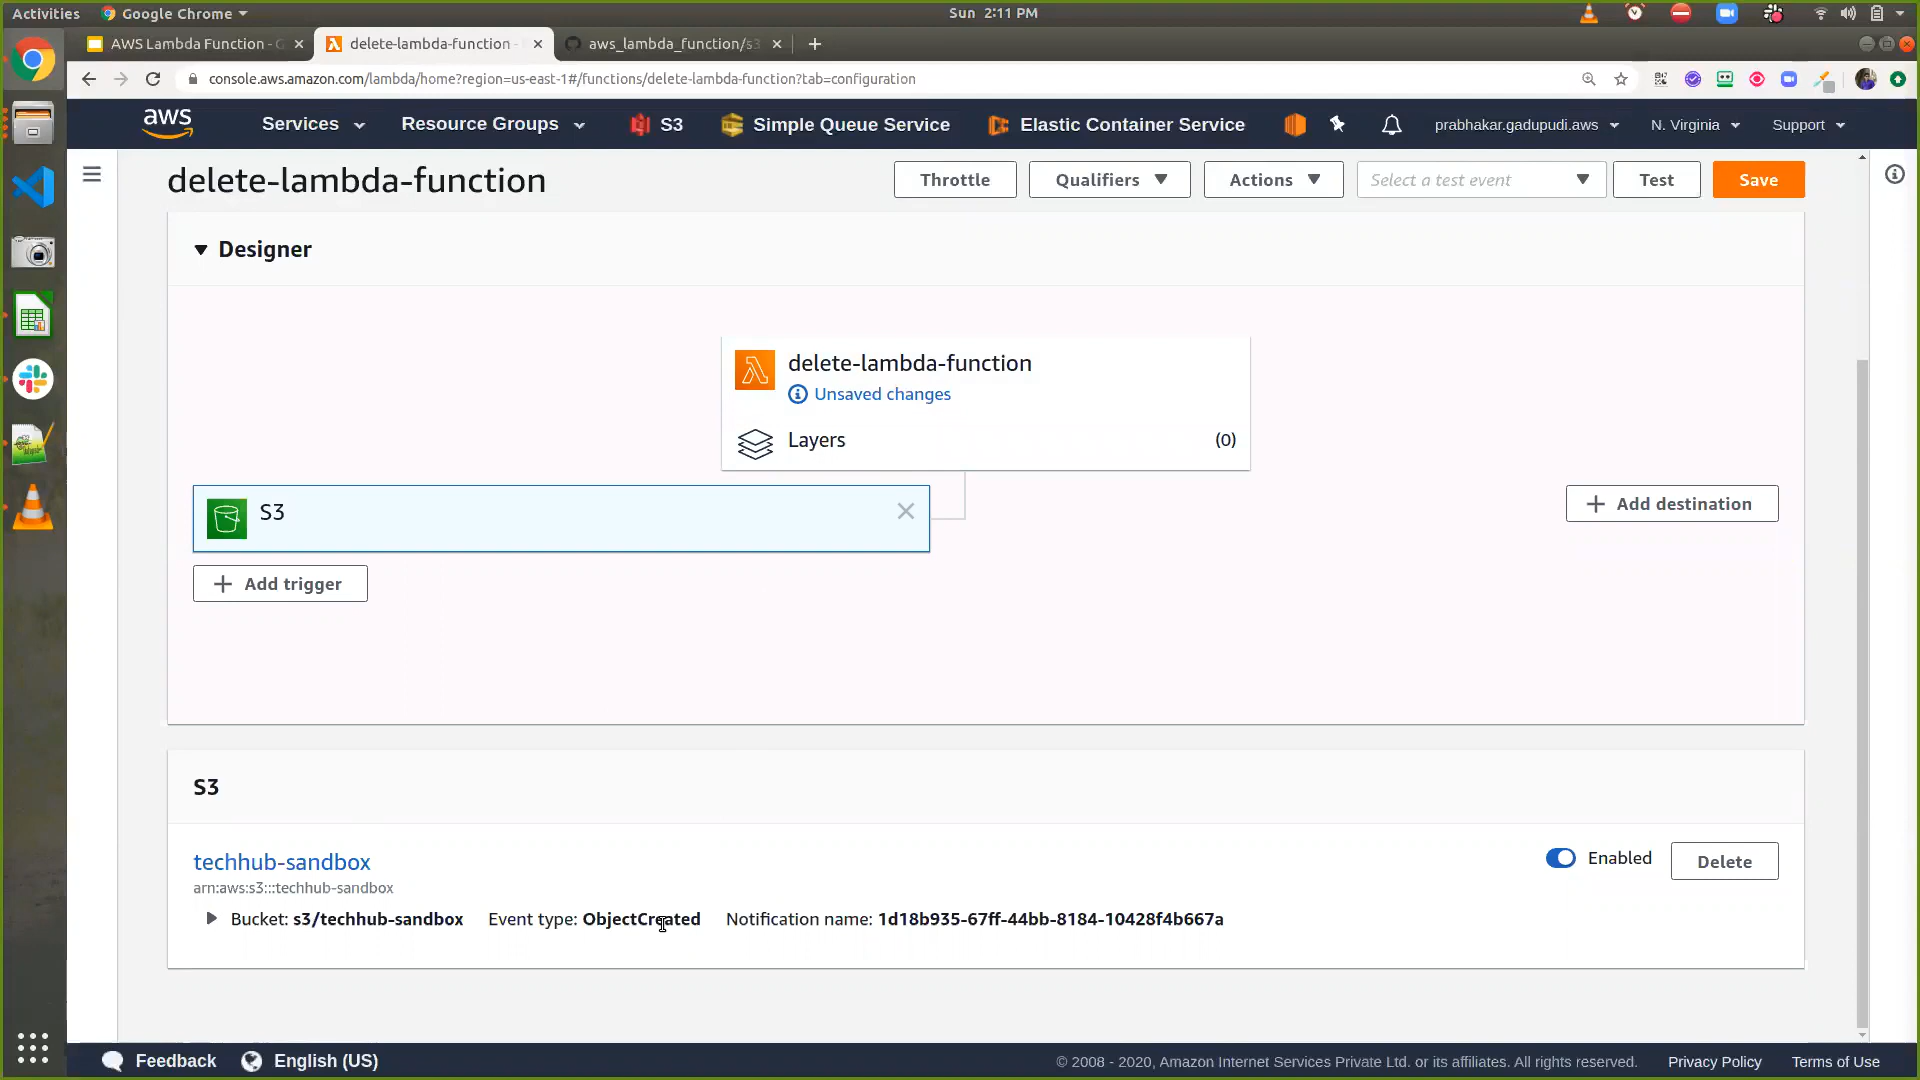 Activities
Google Chrome
Sun 2:11 PM
AWS Lambda Function - G
delete-lambda-function -
aws_lambda_function/s3
console.aws.amazon.com/lambda/home?region=us-east-1#/functions/delete-lambda-function?tab=configuration
aws
Services
Resource Groups
S3
Simple Queue Service
Elastic Container Service
prabhakar.gadupudi.aws
N. Virginia
Support
delete-lambda-function
Throttle
Qualifiers
Actions
Select a test event
Test
Save
Designer
delete-lambda-function
Unsaved changes
Layers
(0)
S3
Add destination
Add trigger
S3
techhub-sandbox
Enabled
Delete
arn:aws:s3:::techhub-sandbox
Bucket: s3/techhub-sandbox
Event type: ObjectCreated
Notification name: 1d18b935-67ff-44bb-8184-10428f4b667a
Feedback
English (US)
© 2008 - 2020, Amazon Internet Services Private Ltd. or its affiliates. All rights reserved.
Privacy Policy
Terms of Use